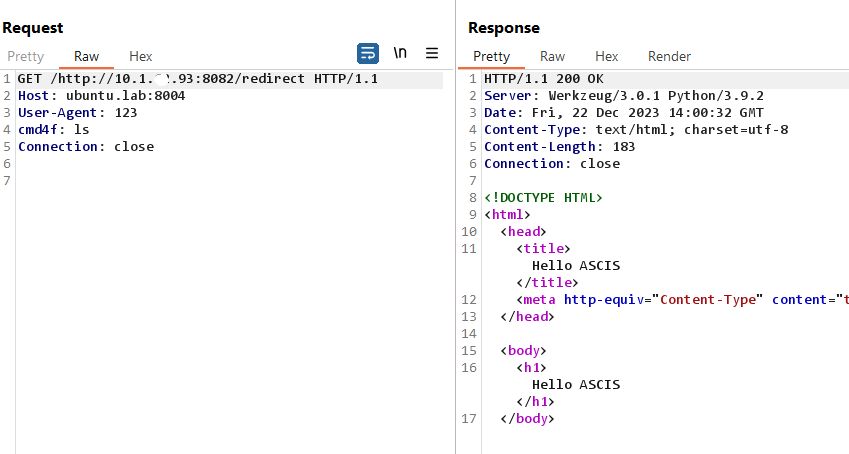 Request
Pretty Raw Hex \n
1 GET /http://10.1. .93:8082/redirect HTTP/1.1
2 Host: ubuntu.lab:8004
3 User-Agent: 123
4 cmd4f: ls
5 Connection: close
6
7
Response
Pretty Raw Hex Render
1 HTTP/1.1 200 OK
2 Server: Werkzeug/3.0.1 Python/3.9.2
3 Date: Fri, 22 Dec 2023 14:00:32 GMT
4 Content-Type: text/html; charset=utf-8
5 Content-Length: 183
6 Connection: close
7
8 <!DOCTYPE HTML>
9 <html>
10 <head>
11 <title>
Hello ASCIS
</title>
12 <meta http-equiv="Content-Type" content="t
13 </head>
14
15 <body>
16 <h1>
Hello ASCIS
</h1>
17 </body>